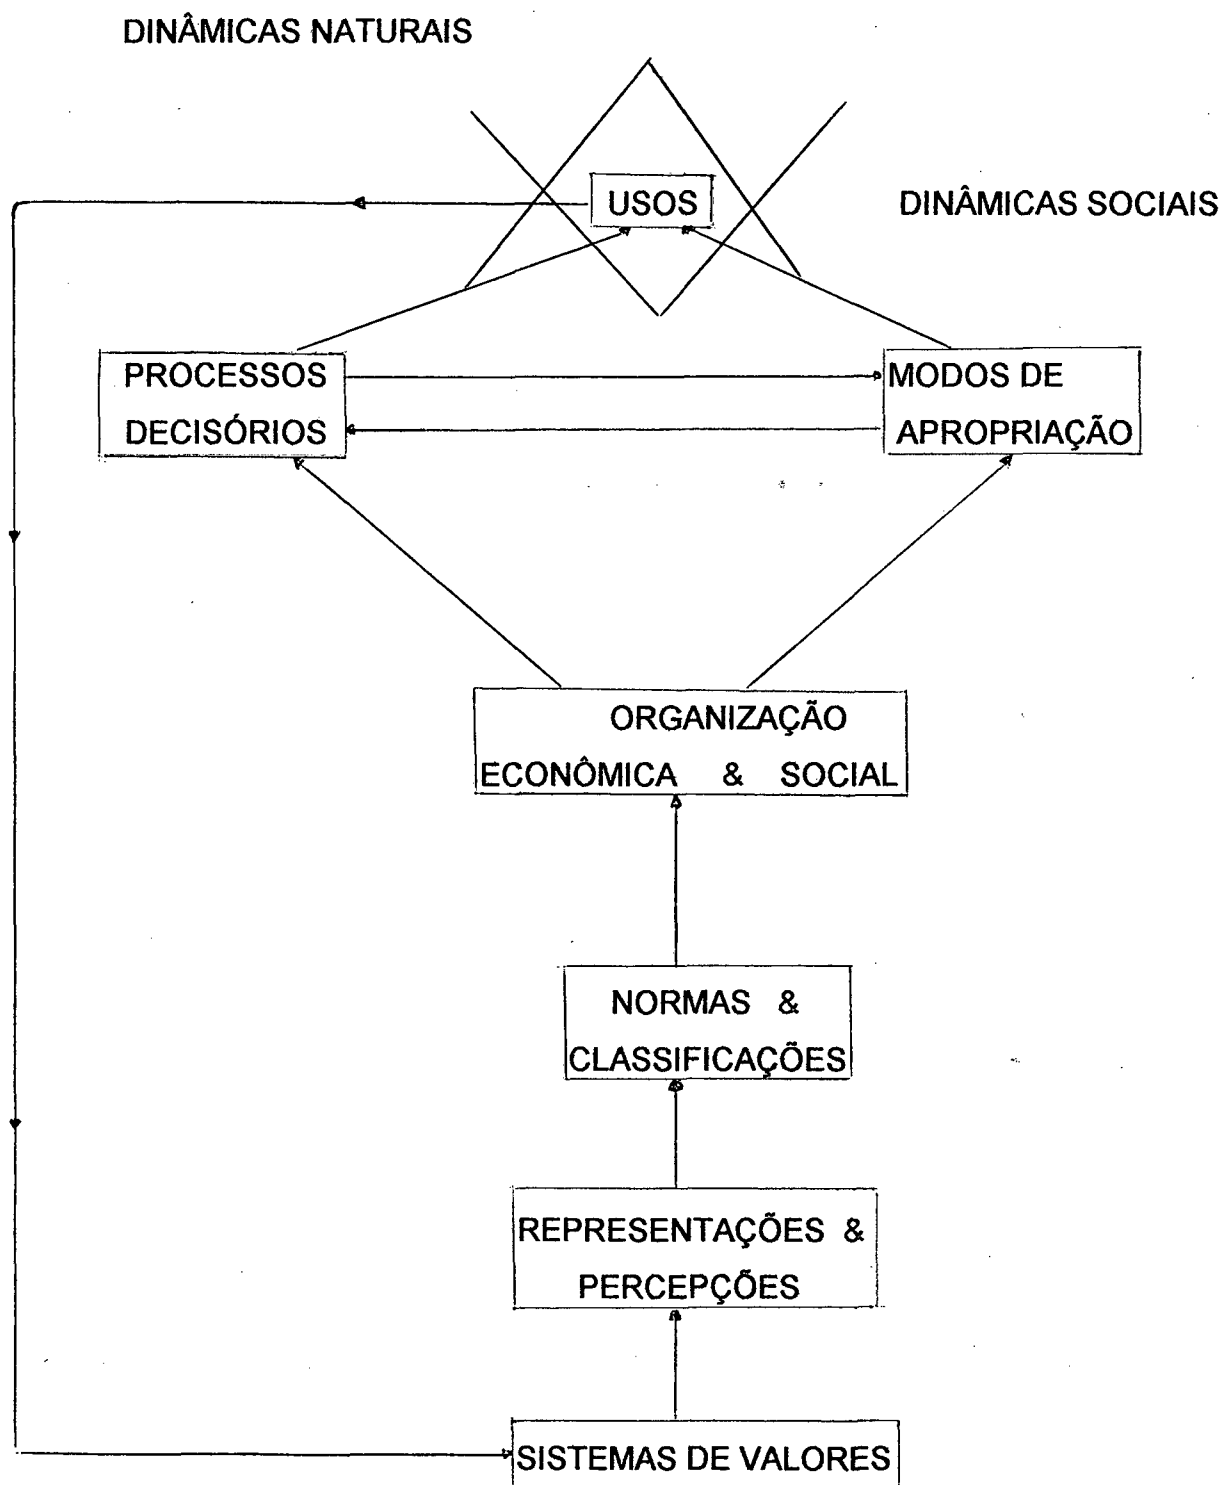 DINÂMICAS NATURAIS
USOS
DINÂMICAS SOCIAIS
PROCESSOS
DECISÓRIOS
MODOS DE
APROPRIAÇÃO
ORGANIZAÇÃO
ECONÔMICA & SOCIAL
NORMAS &
CLASSIFICAÇÕES
REPRESENTAÇÕES &
PERCEPÇÕES
SISTEMAS DE VALORES